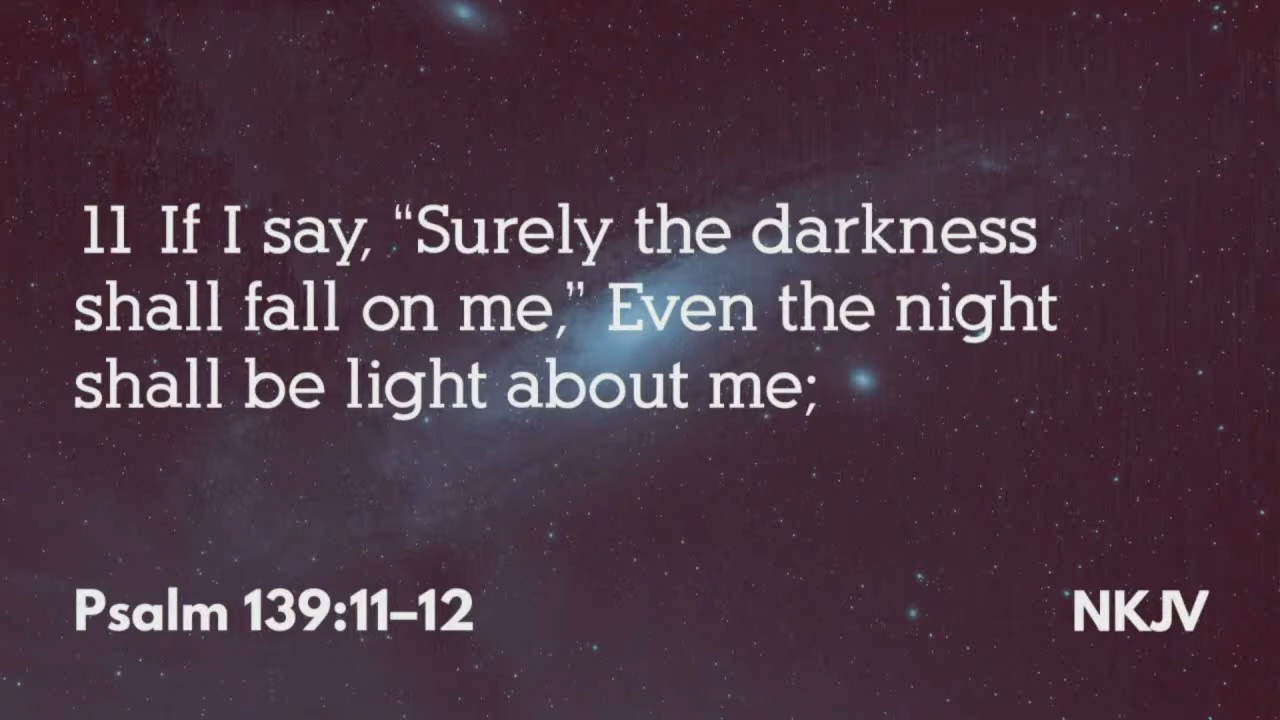 11 If I say, “Surely the darkness
shall fall on me,” Even the night
shall be light about me;
Psalm 139:11–12
NKJV